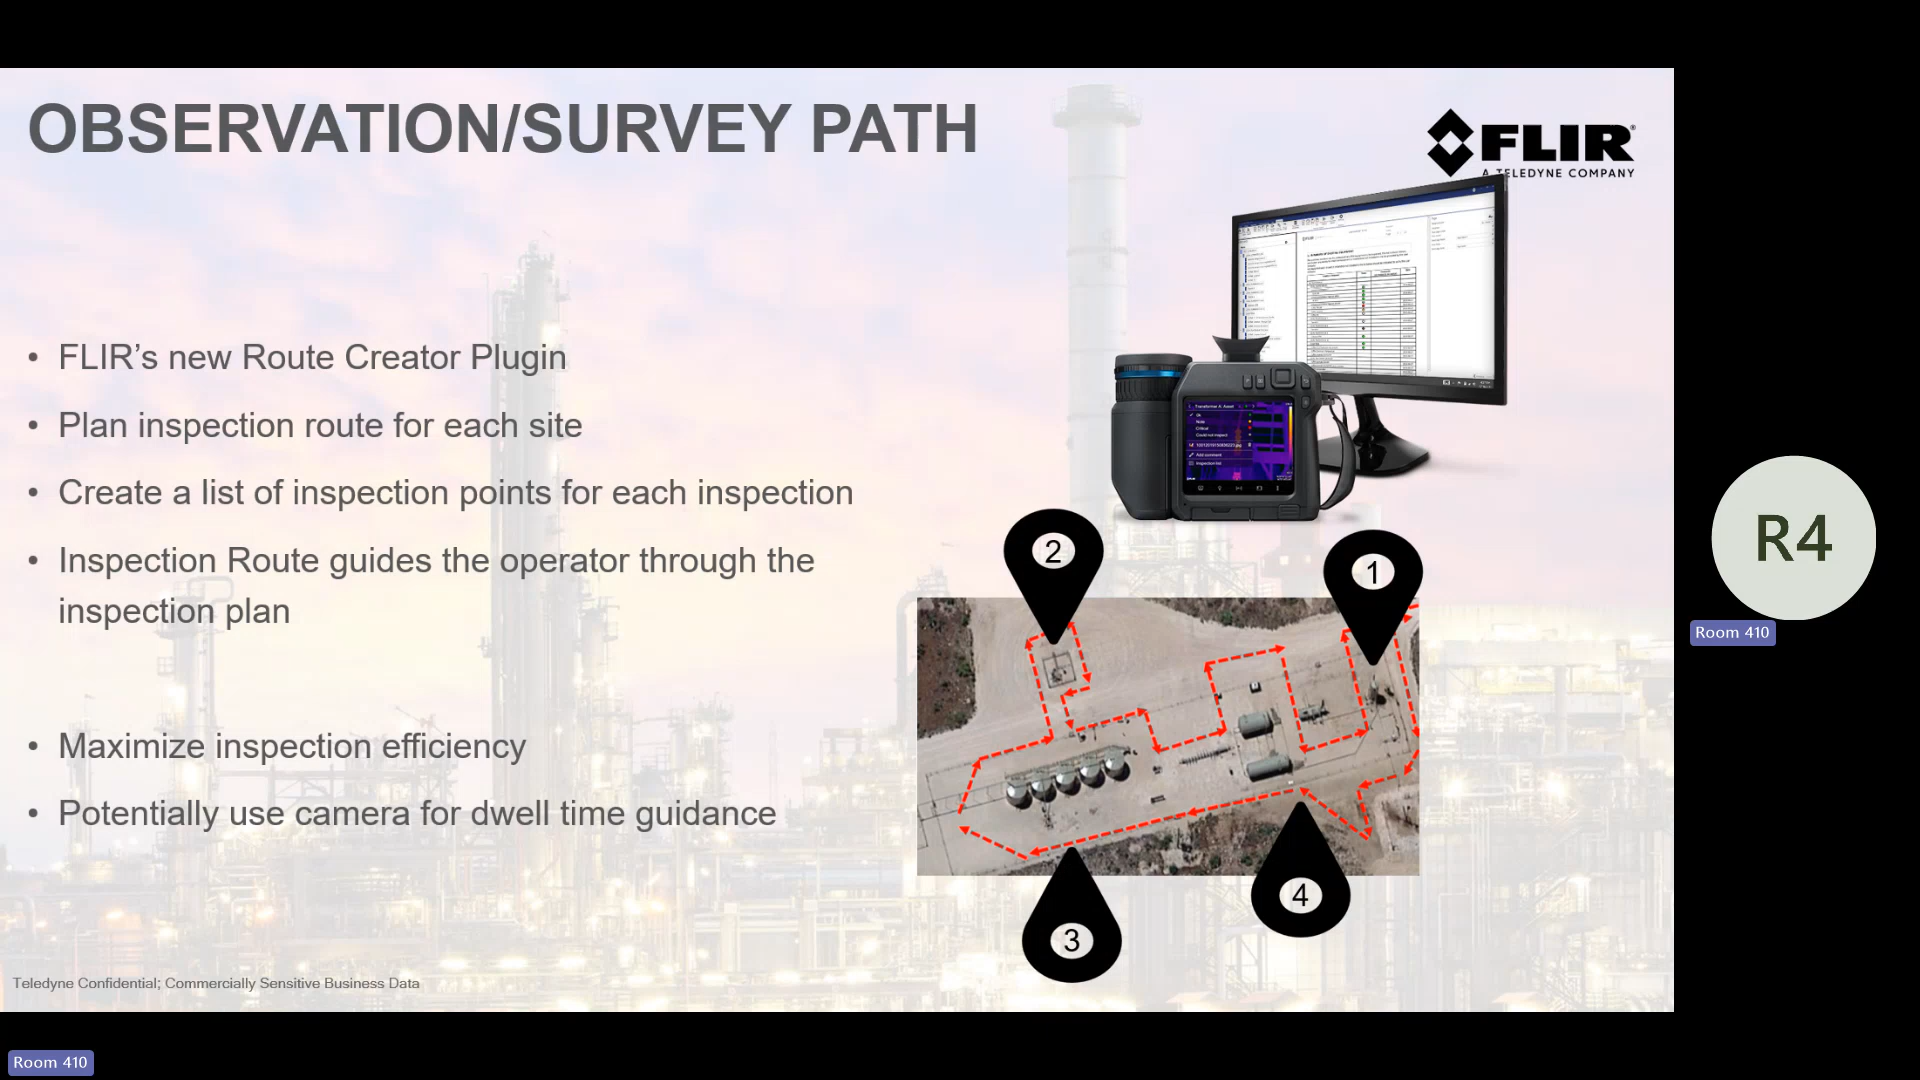 OBSERVATION/SURVEY PATH
FLIR
A TELEDYNE COMPANY
• FLIR’s new Route Creator Plugin
• Plan inspection route for each site
• Create a list of inspection points for each inspection
• Inspection Route guides the operator through the
inspection plan
• Maximize inspection efficiency
• Potentially use camera for dwell time guidance
2
1
4
3
Teledyne Confidential; Commercially Sensitive Business Data
R4
Room 410
Room 410